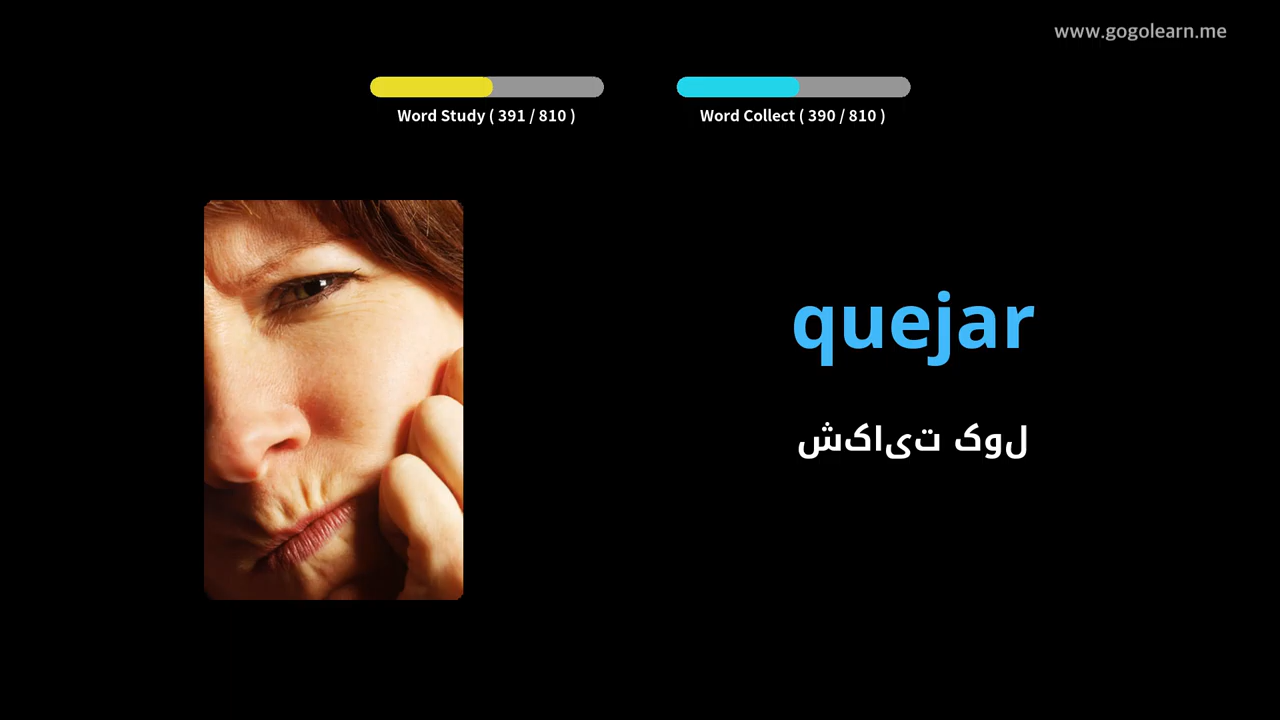 www.gogolearn.me
Word Study ( 391 / 810 )
Word Collect ( 390 / 810 )
quejar
شکایت کول